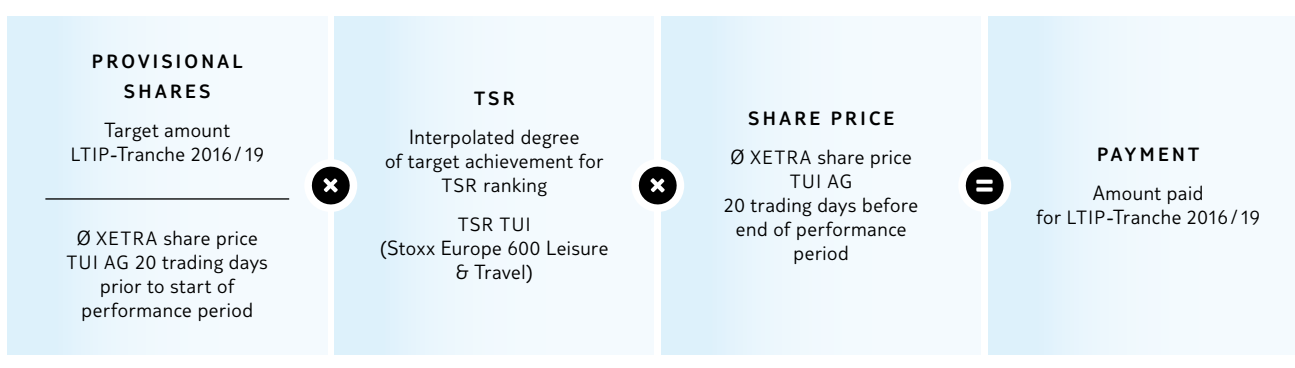 PROVISIONAL
SHARES
Target amount
LTIP-Tranche 2016/19
Ø XETRA share price
TUI AG 20 trading days
prior to start of
performance period
×
TSR
Interpolated degree
of target achievement for
TSR ranking
TSR TUI
(Stoxx Europe 600 Leisure
& Travel)
×
SHARE PRICE
Ø XETRA share price
TUI AG
20 trading days before
end of performance
period
=
PAYMENT
Amount paid
for LTIP-Tranche 2016/19